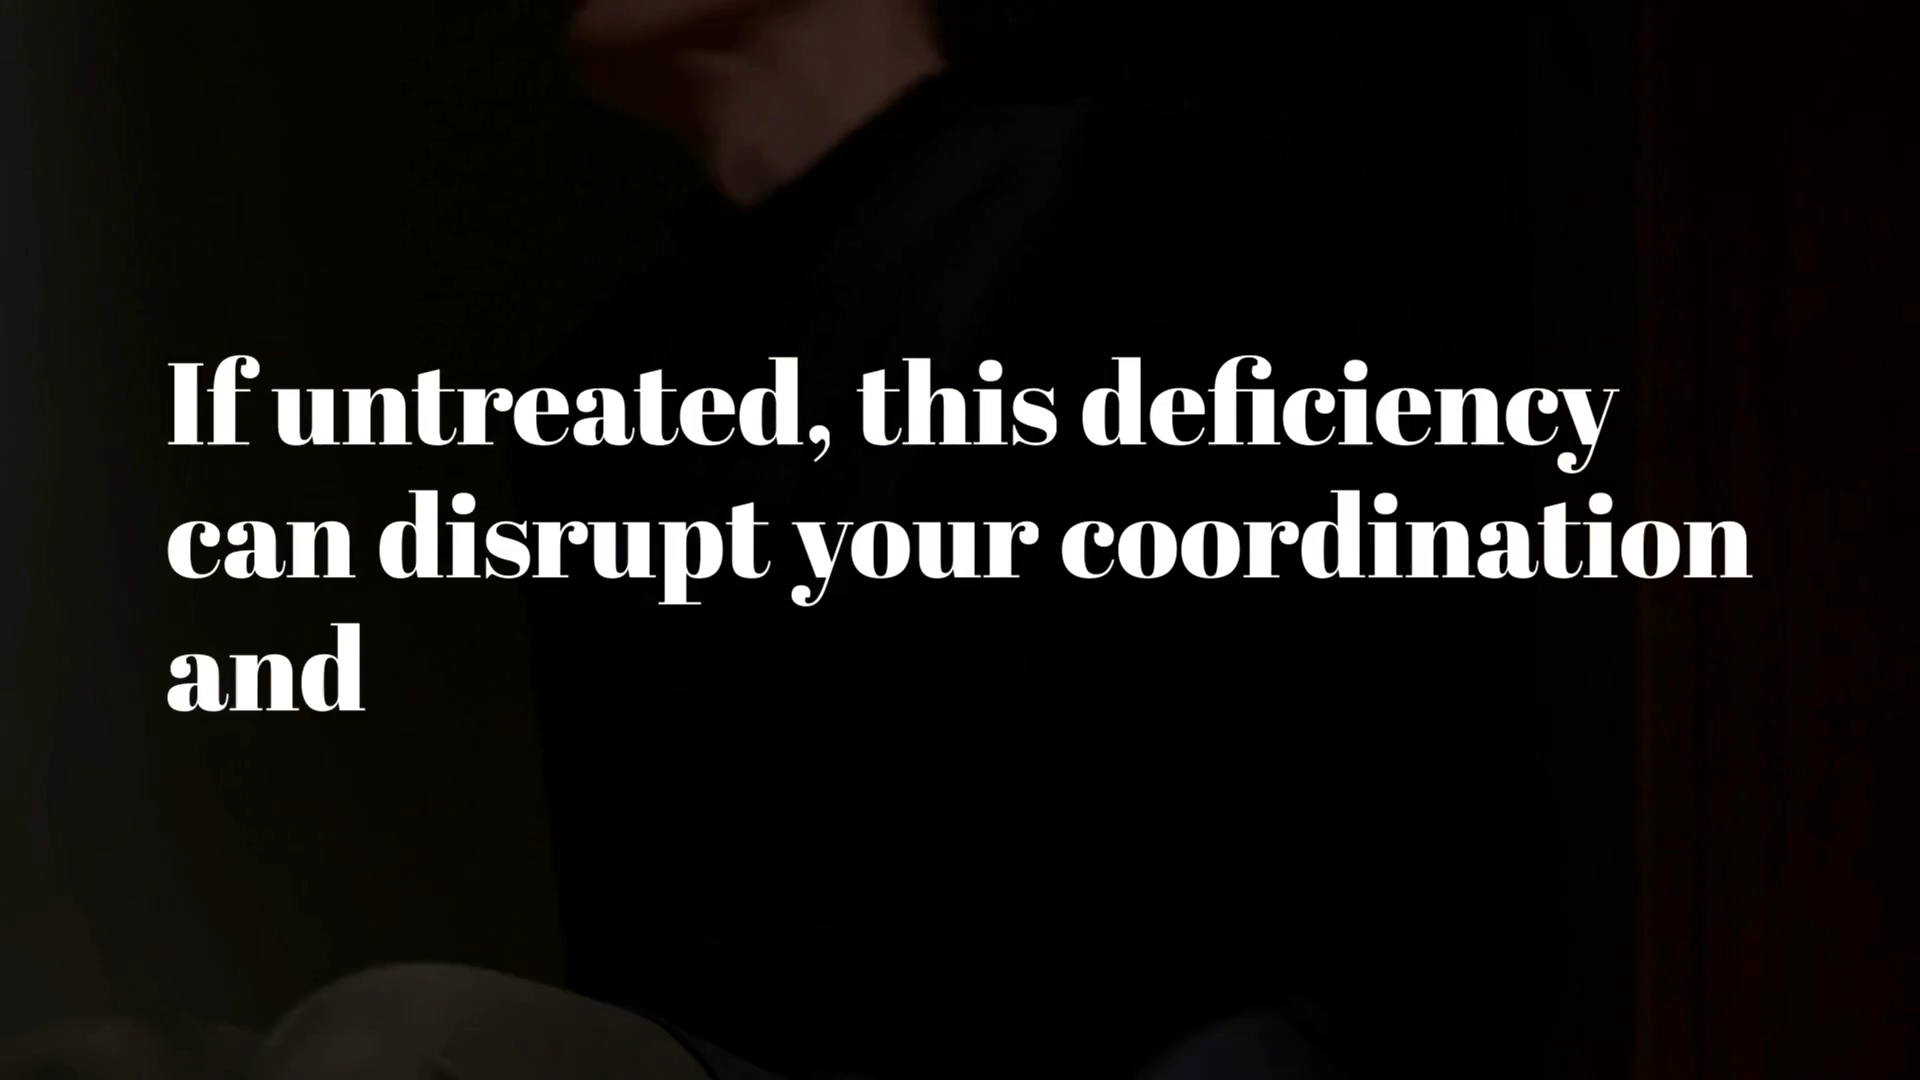 If untreated, this deficiency
can disrupt your coordination
and